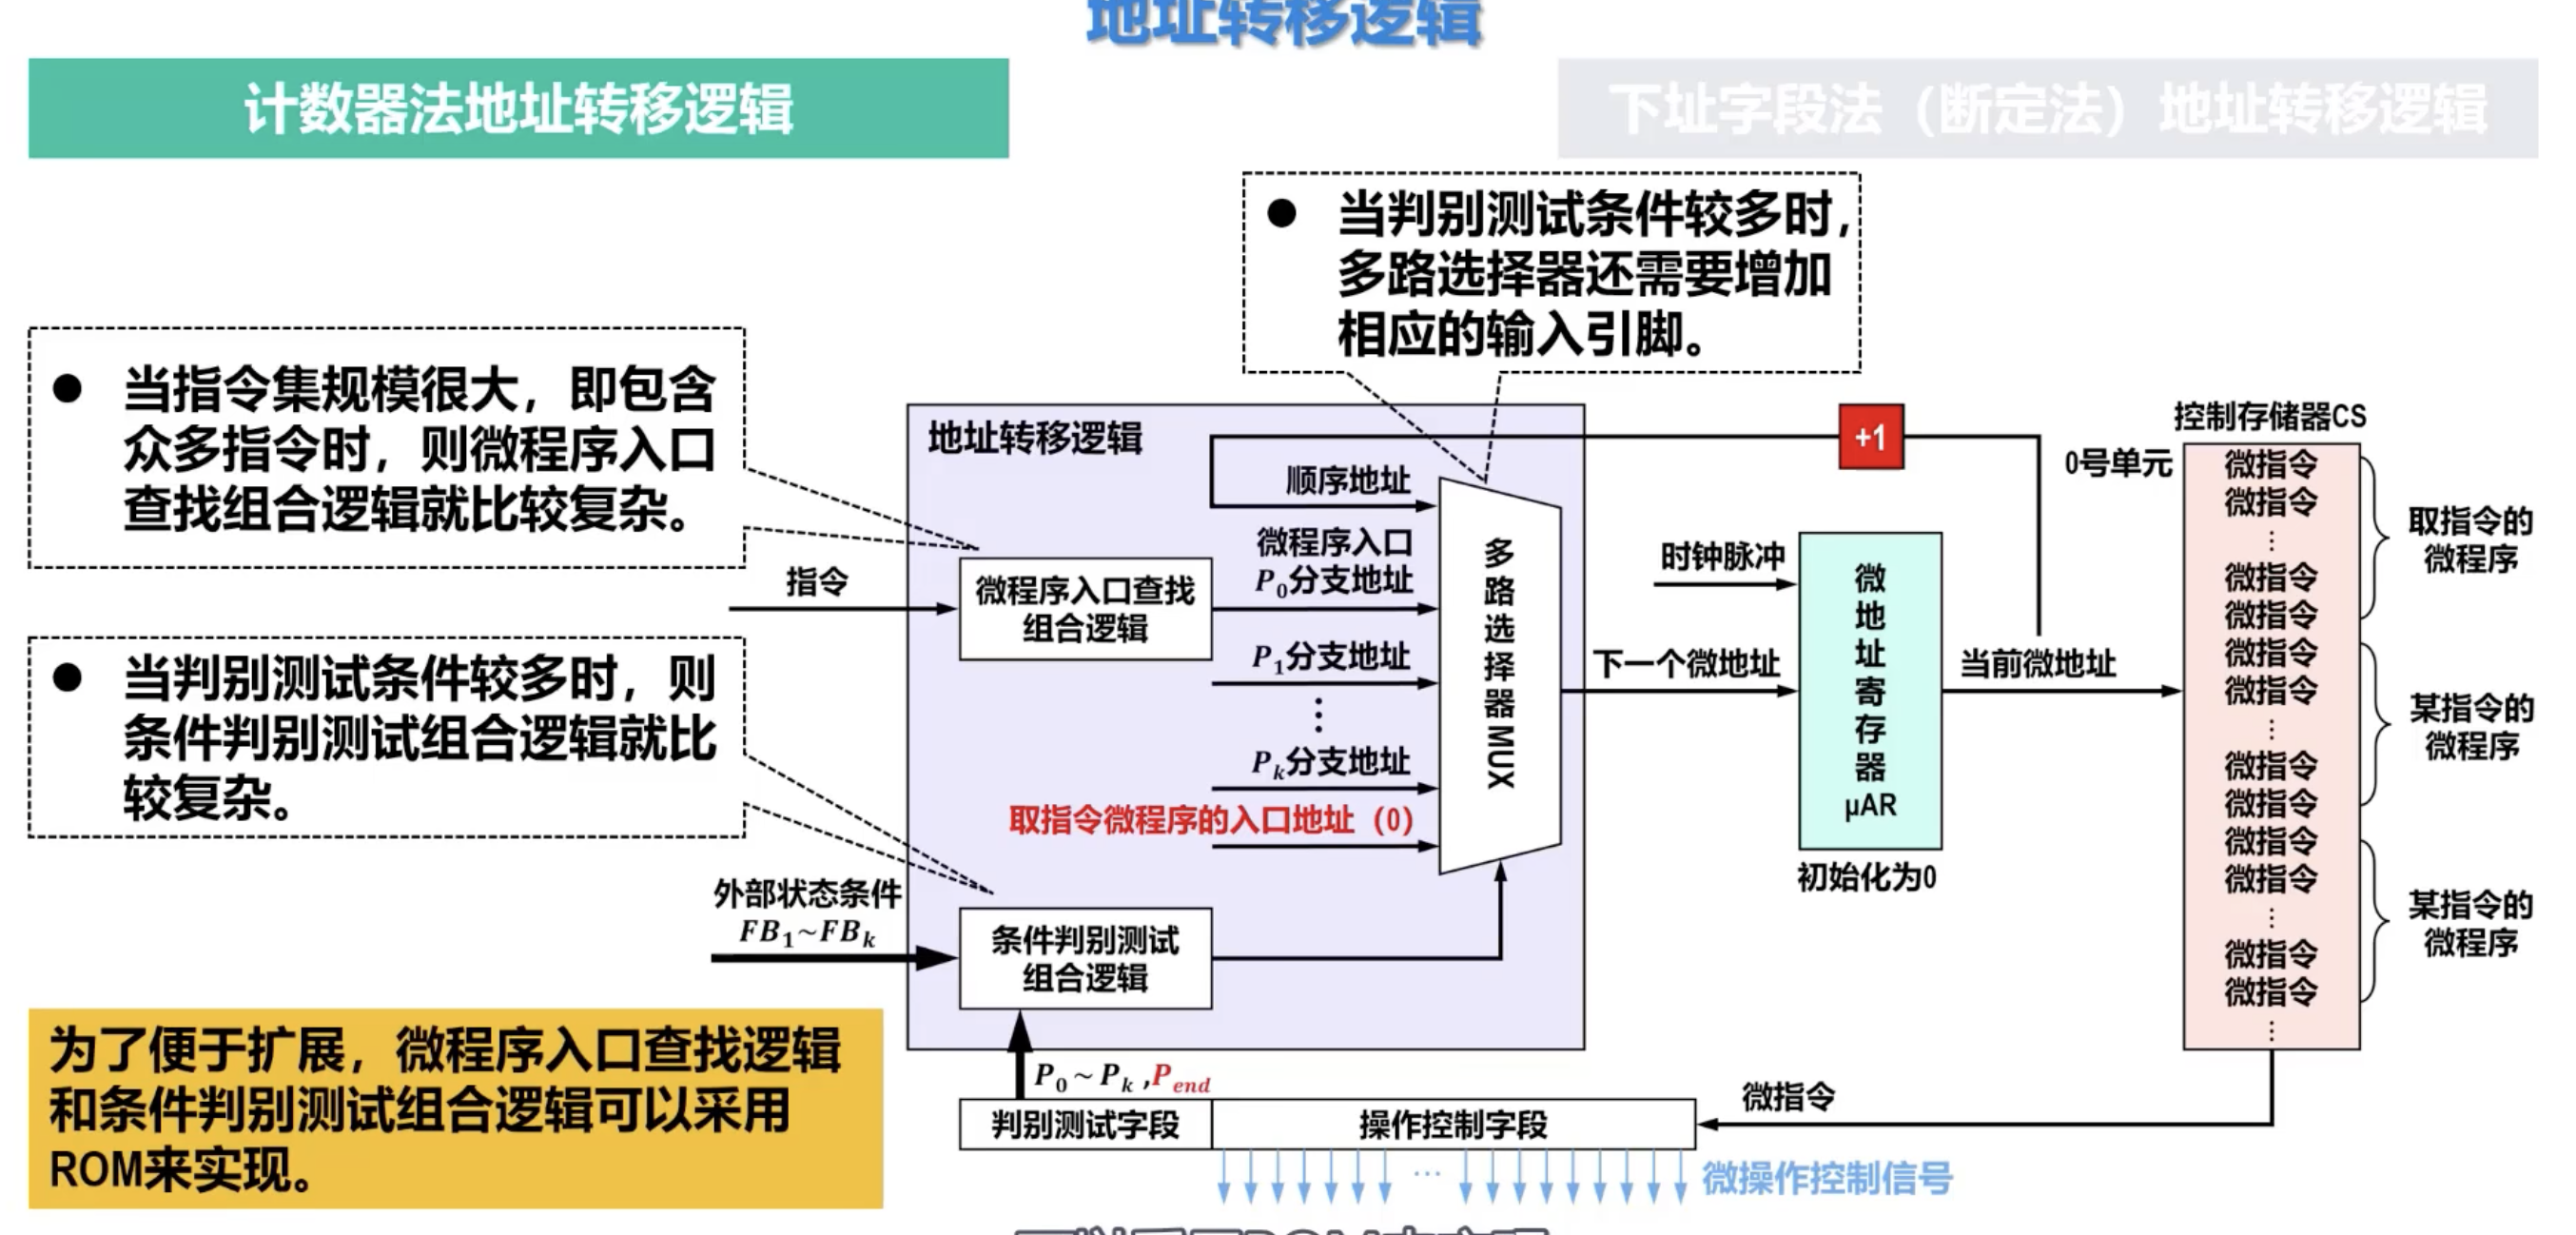 地址转移逻辑
计数器法地址转移逻辑
下址字段法（断定法）地址转移逻辑
● 当判别测试条件较多时，
多路选择器还需要增加
相应的输入引脚。
● 当指令集规模很大，即包含
众多指令时，则微程序入口
查找组合逻辑就比较复杂。
● 当判别测试条件较多时，则
条件判别测试组合逻辑就比
较复杂。
地址转移逻辑
顺序地址
微程序入口
P0分支地址
P1分支地址
⋮
Pk分支地址
取指令微程序的入口地址（0）
指令
微程序入口查找
组合逻辑
外部状态条件
FB1~FBk
条件判别测试
组合逻辑
多路选择器MUX
+1
时钟脉冲
下一个微地址
微地址寄存器
μAR
初始化为0
当前微地址
控制存储器CS
0号单元
微指令
微指令
⋮
微指令
微指令
微指令
微指令
⋮
微指令
微指令
微指令
微指令
⋮
微指令
微指令
⋮
取指令的
微程序
某指令的
微程序
某指令的
微程序
P0 ~ Pk ,Pend
判别测试字段
操作控制字段
微指令
…
微操作控制信号
为了便于扩展，微程序入口查找逻辑
和条件判别测试组合逻辑可以采用
ROM来实现。